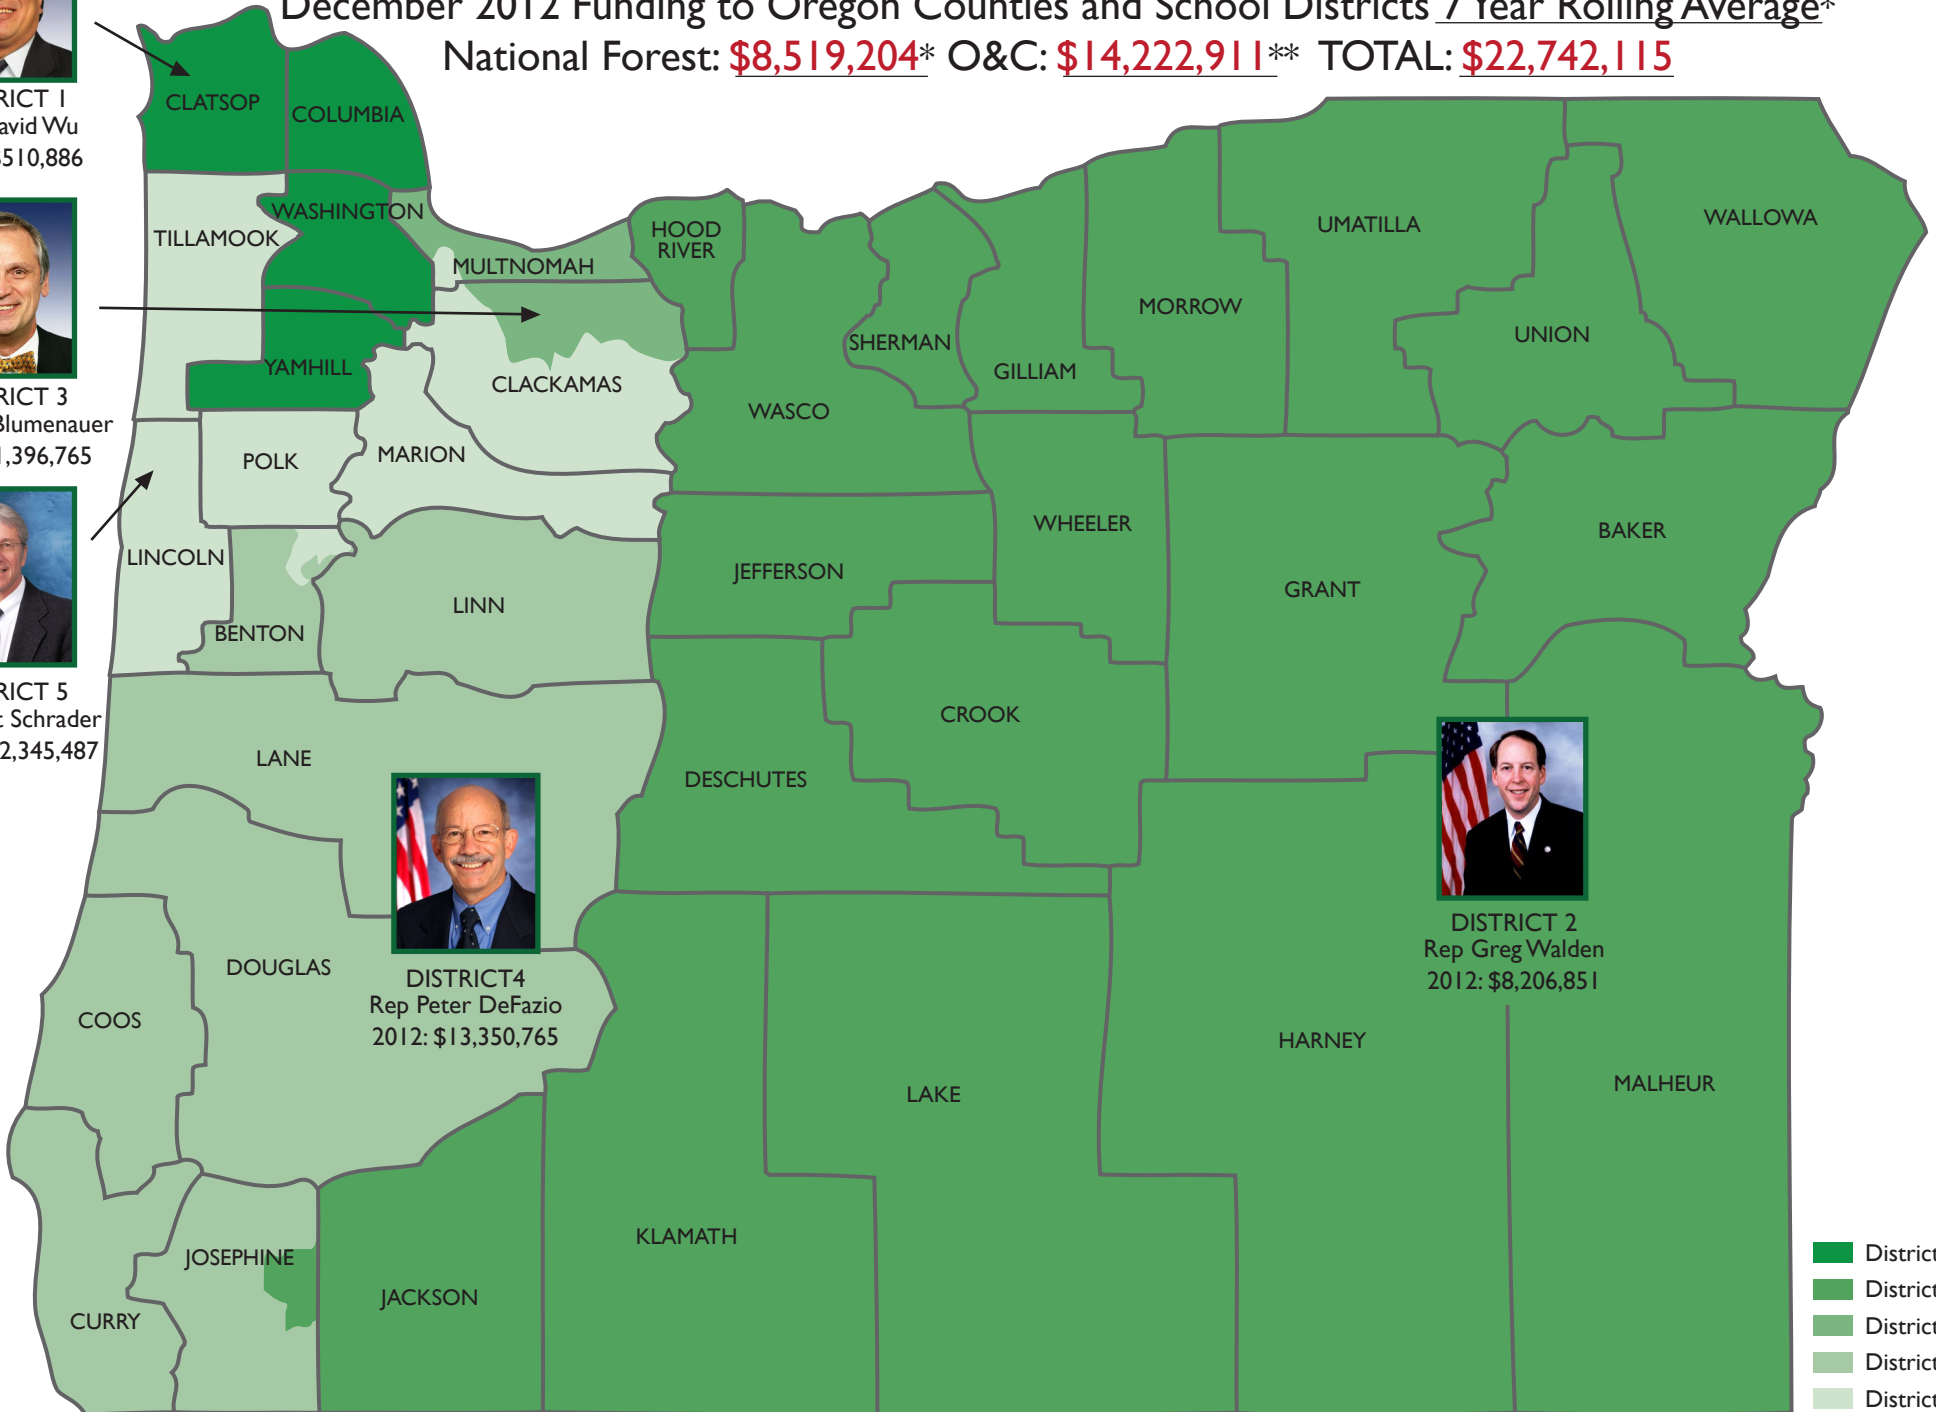 December 2012 Funding to Oregon Counties and School Districts 7 Year Rolling Average*
National Forest: $8,519,204* O&C: $14,222,911** TOTAL: $22,742,115
RICT 1
avid Wu
$510,886
RICT 3
Blumenauer
1,396,765
RICT 5
t Schrader
2,345,487
CLATSOP
COLUMBIA
WASHINGTON
TILLAMOOK
MULTNOMAH
HOOD
RIVER
YAMHILL
CLACKAMAS
WASCO
SHERMAN
GILLIAM
MORROW
UMATILLA
UNION
WALLOWA
POLK
MARION
LINCOLN
BENTON
LINN
JEFFERSON
WHEELER
GRANT
BAKER
LANE
DESCHUTES
CROOK
DISTRICT4
Rep Peter DeFazio
2012: $13,350,765
DISTRICT 2
Rep Greg Walden
2012: $8,206,851
COOS
DOUGLAS
HARNEY
MALHEUR
LAKE
KLAMATH
JOSEPHINE
JACKSON
CURRY
District
District
District
District
District